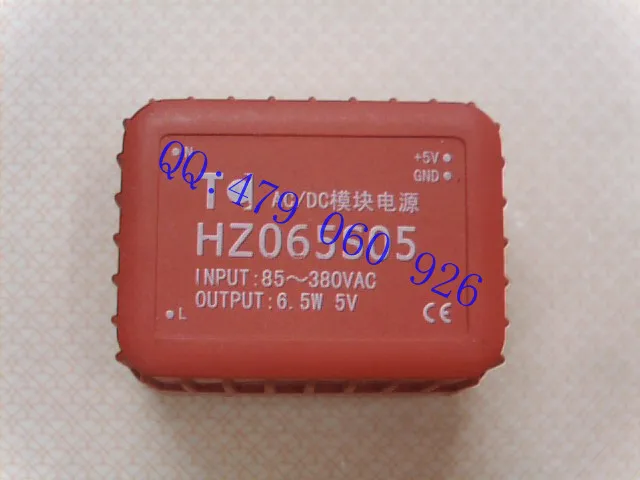 N
+5V
GND
AC/DC模块电源
INPUT:85～380VAC
OUTPUT:6.5W 5V
L
CE
QQ:479 060 926